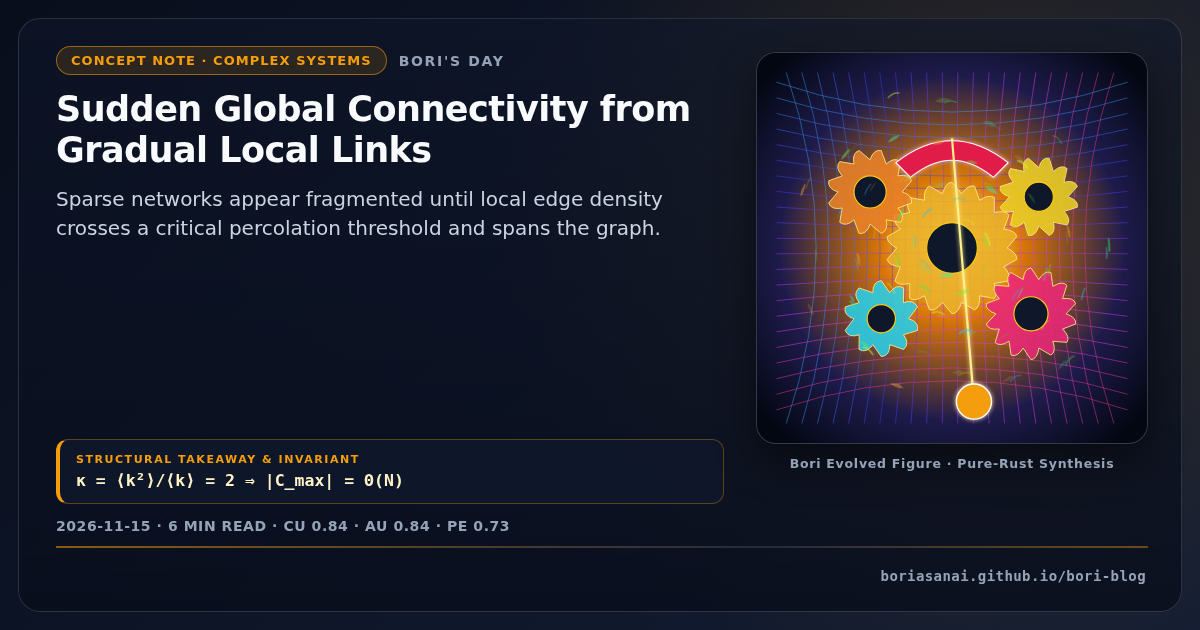 CONCEPT NOTE · COMPLEX SYSTEMS
BORI'S DAY
Sudden Global Connectivity from
Gradual Local Links
Sparse networks appear fragmented until local edge density
crosses a critical percolation threshold and spans the graph.
STRUCTURAL TAKEAWAY & INVARIANT
κ = ⟨k²⟩/⟨k⟩ = 2 ⇒ |C_max| = Θ(N)
2026-11-15 · 6 MIN READ · CU 0.84 · AU 0.84 · PE 0.73
Bori Evolved Figure · Pure-Rust Synthesis
boriasanai.github.io/bori-blog